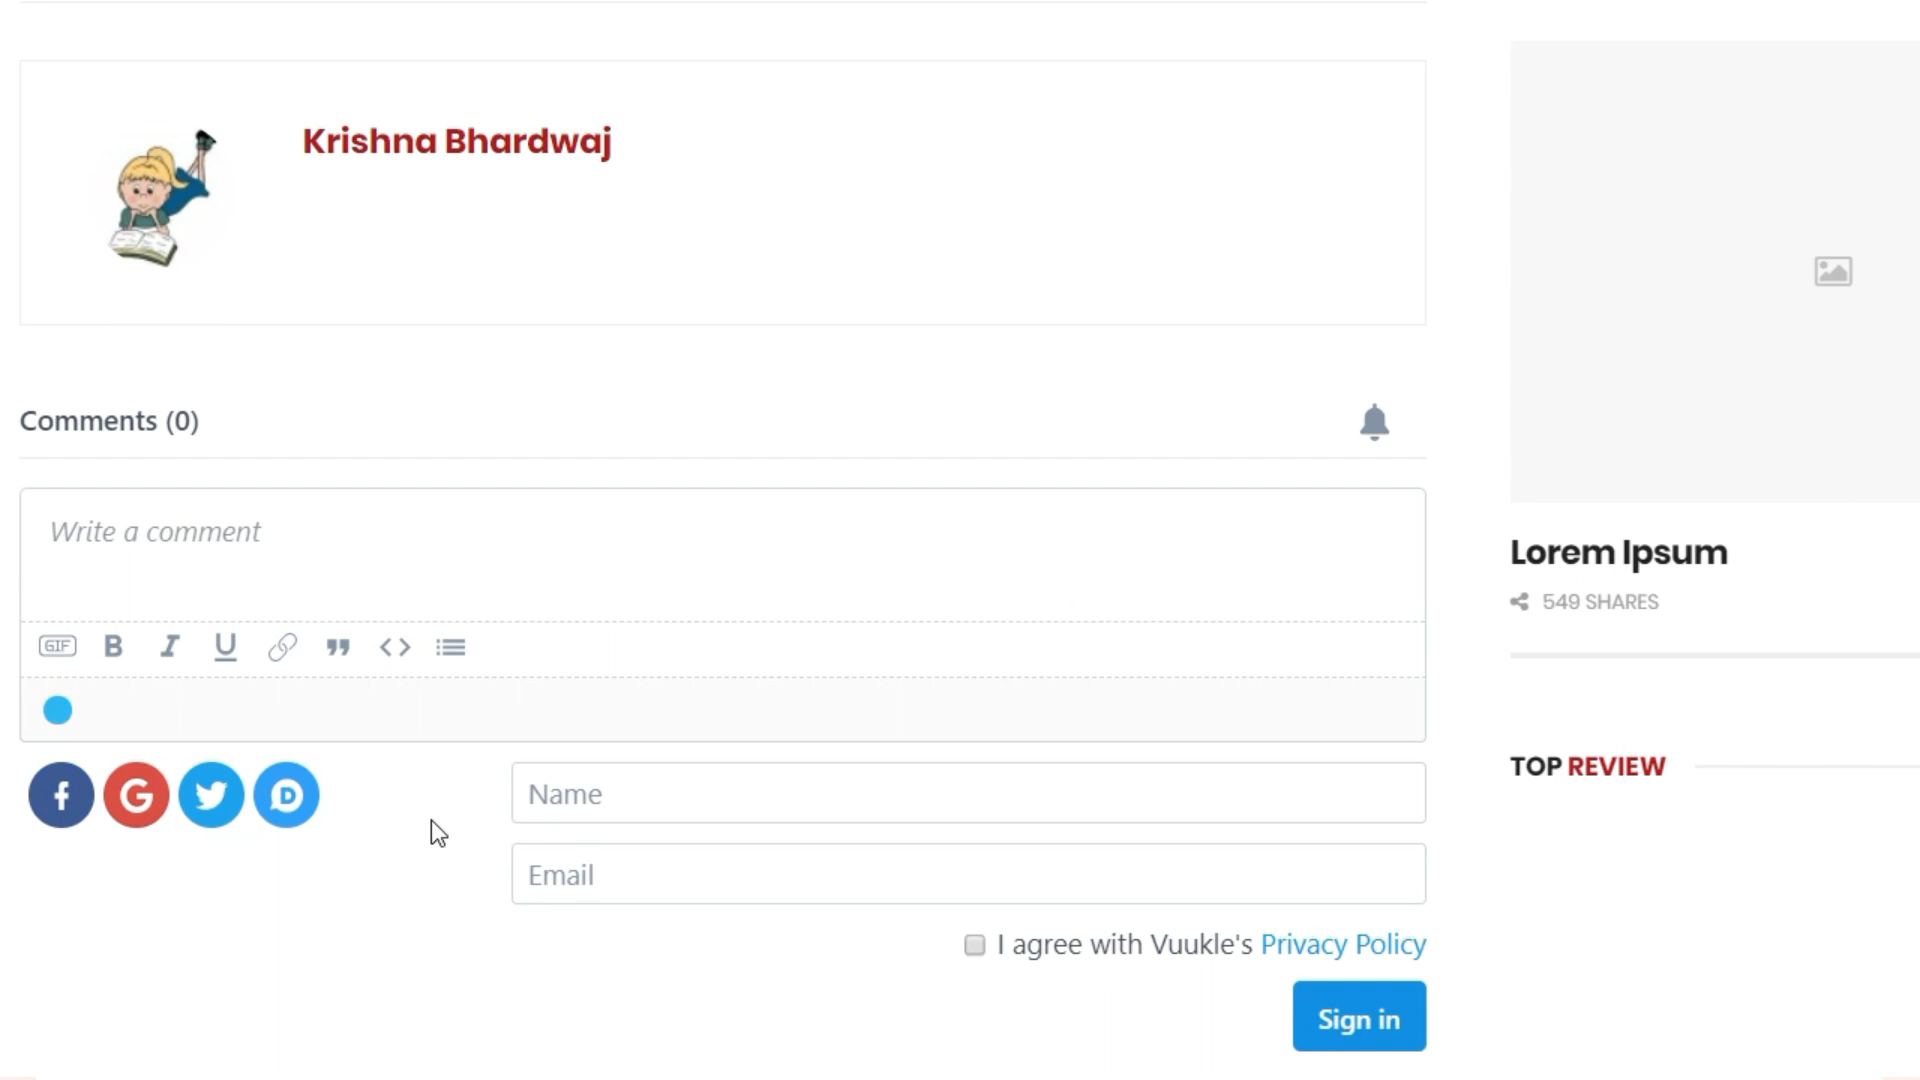 Krishna Bhardwaj
Comments (0)
Write a comment
GIF B I U
f G D
Name
Email
I agree with Vuukle's Privacy Policy
Sign in
Lorem Ipsum
549 SHARES
TOP REVIEW